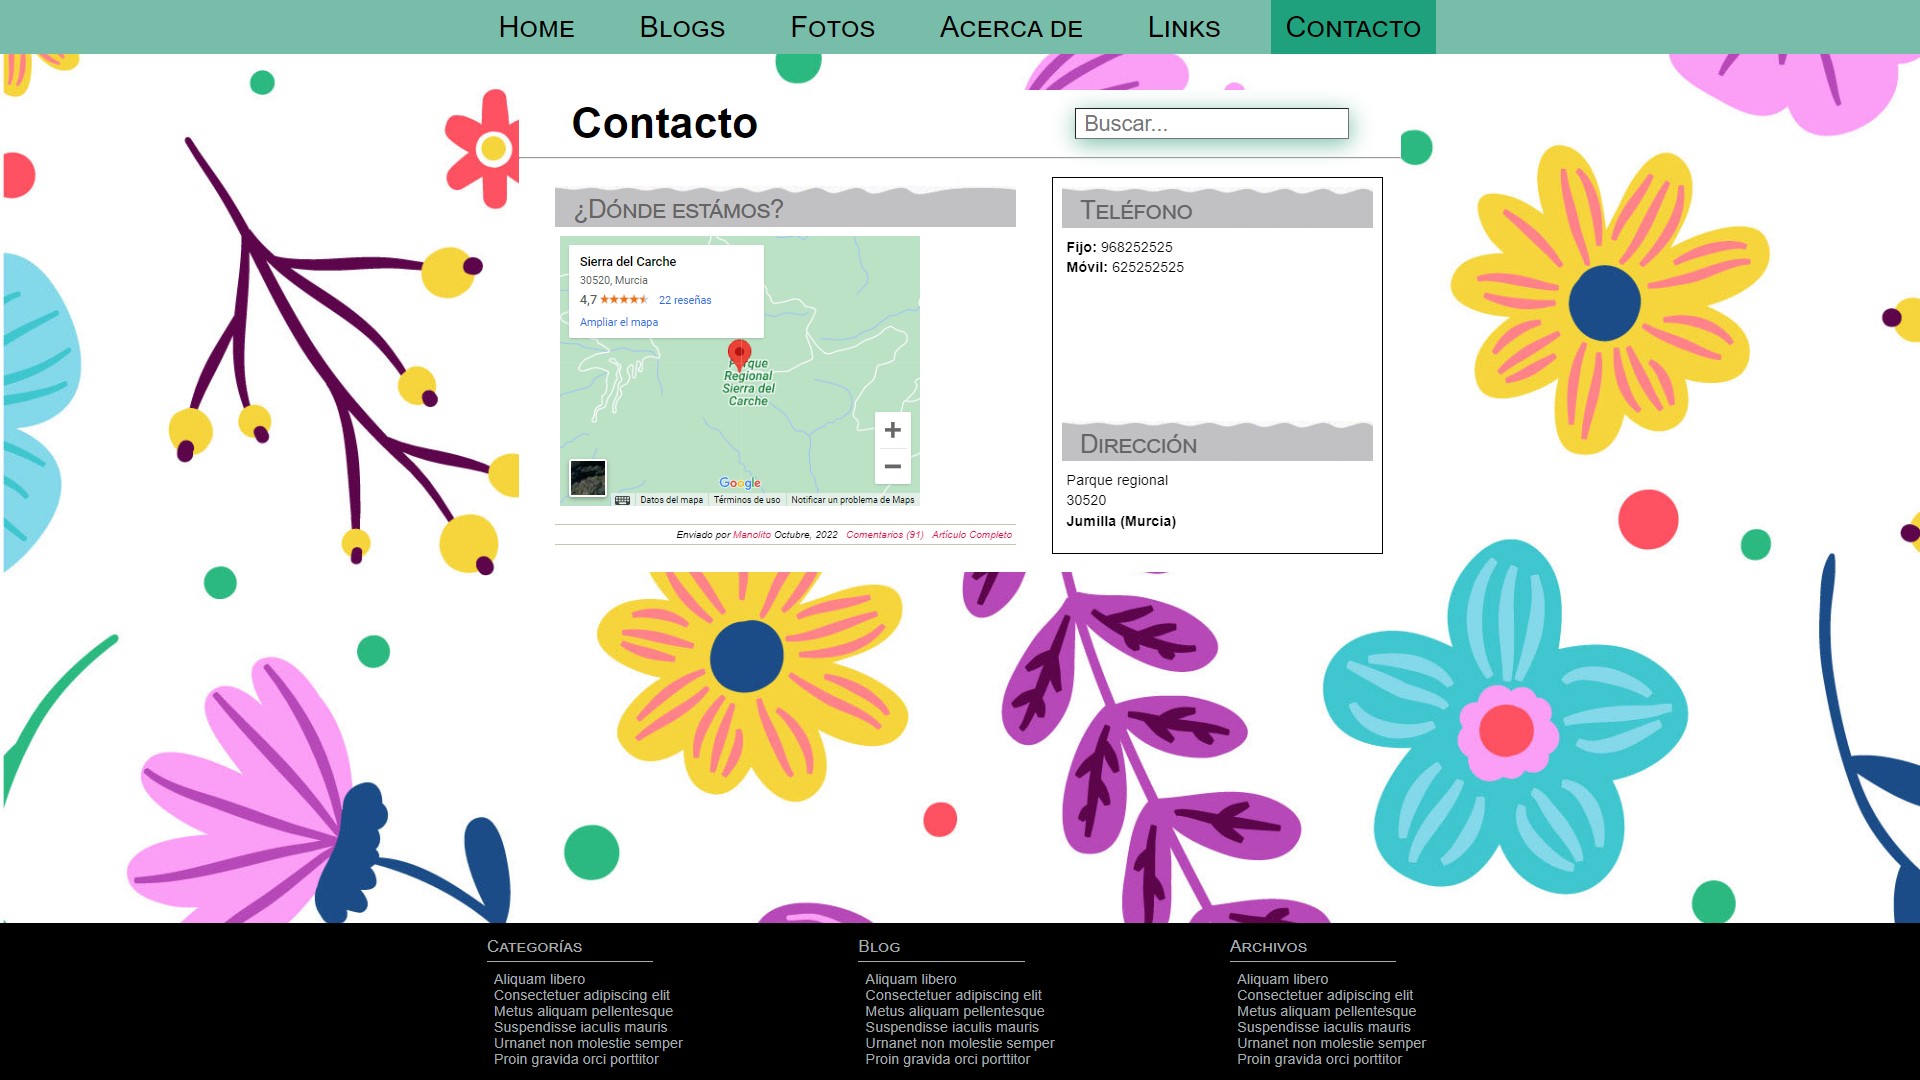 Home Blogs Fotos Acerca de Links Contacto
Contacto
Buscar...
¿Dónde estámos?
Sierra del Carche
30520, Murcia
4,7 22 reseñas
Ampliar el mapa
Parque
Regional
Sierra del
Carche
Google
Datos del mapa Términos de uso Notificar un problema de Maps
Enviado por Manolito Octubre, 2022 Comentarios (91) Artículo Completo
Teléfono
Fijo: 968252525
Móvil: 625252525
Dirección
Parque regional
30520
Jumilla (Murcia)
Categorías
Aliquam libero
Consectetuer adipiscing elit
Metus aliquam pellentesque
Suspendisse iaculis mauris
Urnanet non molestie semper
Proin gravida orci porttitor
Blog
Aliquam libero
Consectetuer adipiscing elit
Metus aliquam pellentesque
Suspendisse iaculis mauris
Urnanet non molestie semper
Proin gravida orci porttitor
Archivos
Aliquam libero
Consectetuer adipiscing elit
Metus aliquam pellentesque
Suspendisse iaculis mauris
Urnanet non molestie semper
Proin gravida orci porttitor